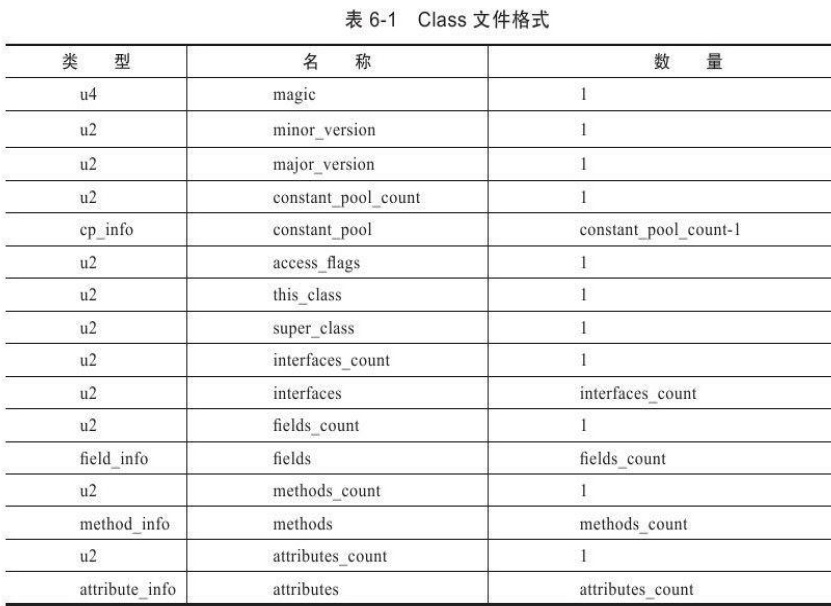 表 6-1 Class 文件格式
类 型 名 称 数 量
u4 magic 1
u2 minor_version 1
u2 major_version 1
u2 constant_pool_count 1
cp_info constant_pool constant_pool_count-1
u2 access_flags 1
u2 this_class 1
u2 super_class 1
u2 interfaces_count 1
u2 interfaces interfaces_count
u2 fields_count 1
field_info fields fields_count
u2 methods_count 1
method_info methods methods_count
u2 attributes_count 1
attribute_info attributes attributes_count